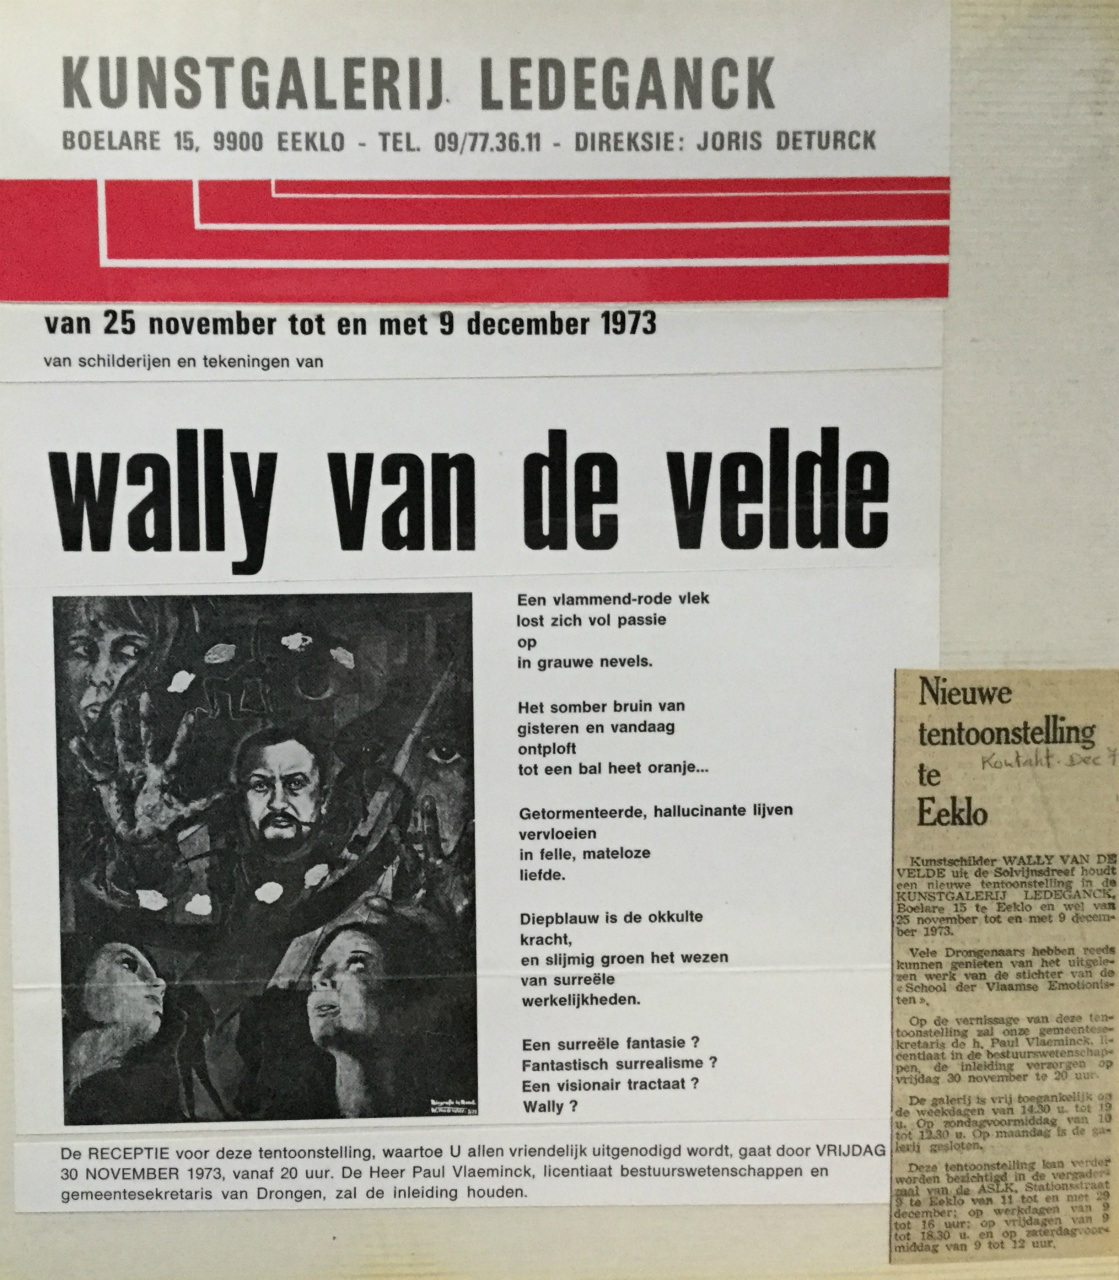 KUNSTGALERIJ LEDEGANCK
BOELARE 15, 9900 EEKLO - TEL. 09/77.36.11 - DIREKSIE: JORIS DETURCK
van 25 november tot en met 9 december 1973
van schilderijen en tekeningen van
wally van de velde
Een vlammend-rode vlek
lost zich vol passie
op
in grauwe nevels.
Het somber bruin van
gisteren en vandaag
ontploft
tot een bal heet oranje...
Getormenteerde, hallucinante lijven
vervloeien
in felle, mateloze
liefde.
Diepblauw is de okkulte
kracht,
en slijmig groen het wezen
van surreële
werkelijkheden.
Een surreële fantasie ?
Fantastisch surrealisme ?
Een visionair tractaat ?
Wally ?
De RECEPTIE voor deze tentoonstelling, waartoe U allen vriendelijk uitgenodigd wordt, gaat door VRIJDAG
30 NOVEMBER 1973, vanaf 20 uur. De Heer Paul Vlaeminck, licentiaat bestuurswetenschappen en
gemeentesekretaris van Drongen, zal de inleiding houden.
Nieuwe
tentoonstelling
Kontakt. Dec 7
te
Eeklo
Kunstschilder WALLY VAN DE
VELDE uit de Solvijnsdreef houdt
een nieuwe tentoonstelling in de
KUNSTGALERIJ LEDEGANCK,
Boelare 15 te Eeklo en wel van
25 november tot en met 9 decem-
ber 1973.
Vele Drongenaars hebben reeds
kunnen genieten van het uitgele-
zen werk van de stichter van de
«School der Vlaamse Emotionis-
ten».
Op de vernissage van deze ten-
toonstelling zal onze gemeentese-
kretaris de h. Paul Vlaeminck, li-
centiaat in de bestuurswetenschap-
pen, de inleiding verzorgen op
vrijdag 30 november te 20 uur.
De galerij is vrij toegankelijk op
de weekdagen van 14.30 u. tot 19
u. Op zondagvoormiddag van 10
tot 12.30 u. Op maandag is de ga-
lerij gesloten.
Deze tentoonstelling kan verder
worden bezichtigd in de vergader-
zaal van de ASLK, Stationsstraat
9 te Eeklo van 11 tot en met 29
december; op werkdagen van 9
tot 16 uur; op vrijdagen van 9
tot 18.30 u. en op zaterdagvoor-
middag van 9 tot 12 uur.